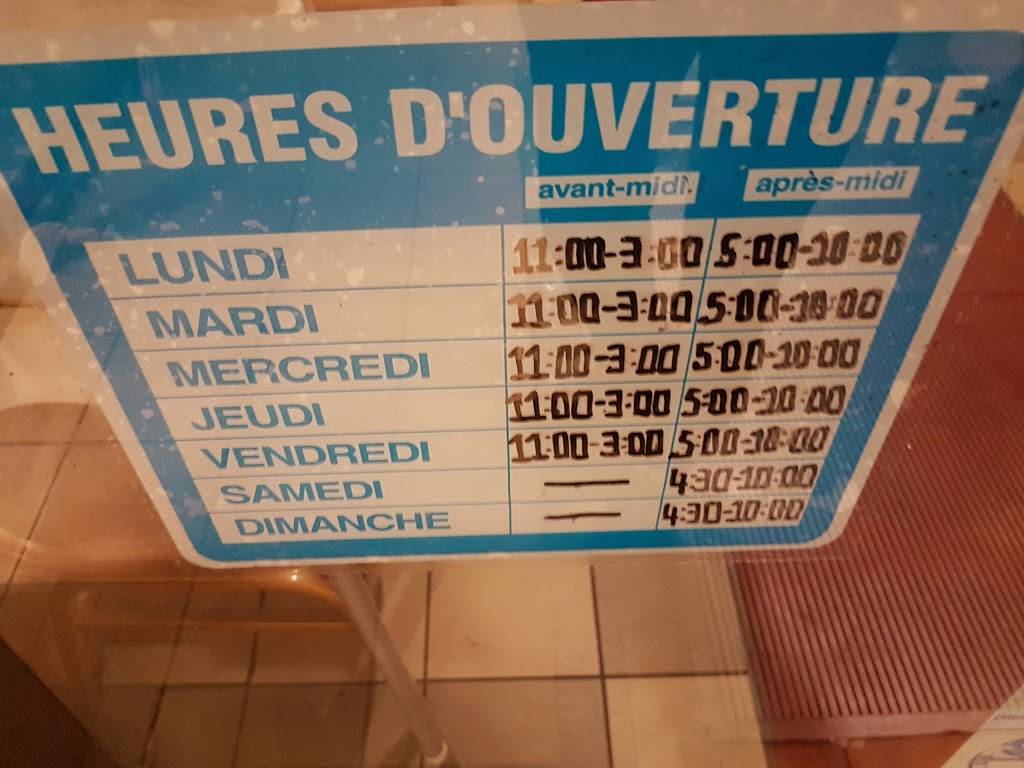 HEURES D'OUVERTURE
avant-midi après-midi
LUNDI 11:00-3:00 5:00-10:00
MARDI 11:00-3:00 5:00-10:00
MERCREDI 11:00-3:00 5:00-10:00
JEUDI 11:00-3:00 5:00-10:00
VENDREDI 11:00-3:00 5:00-10:00
SAMEDI — 4:30-10:00
DIMANCHE — 4:30-10:00